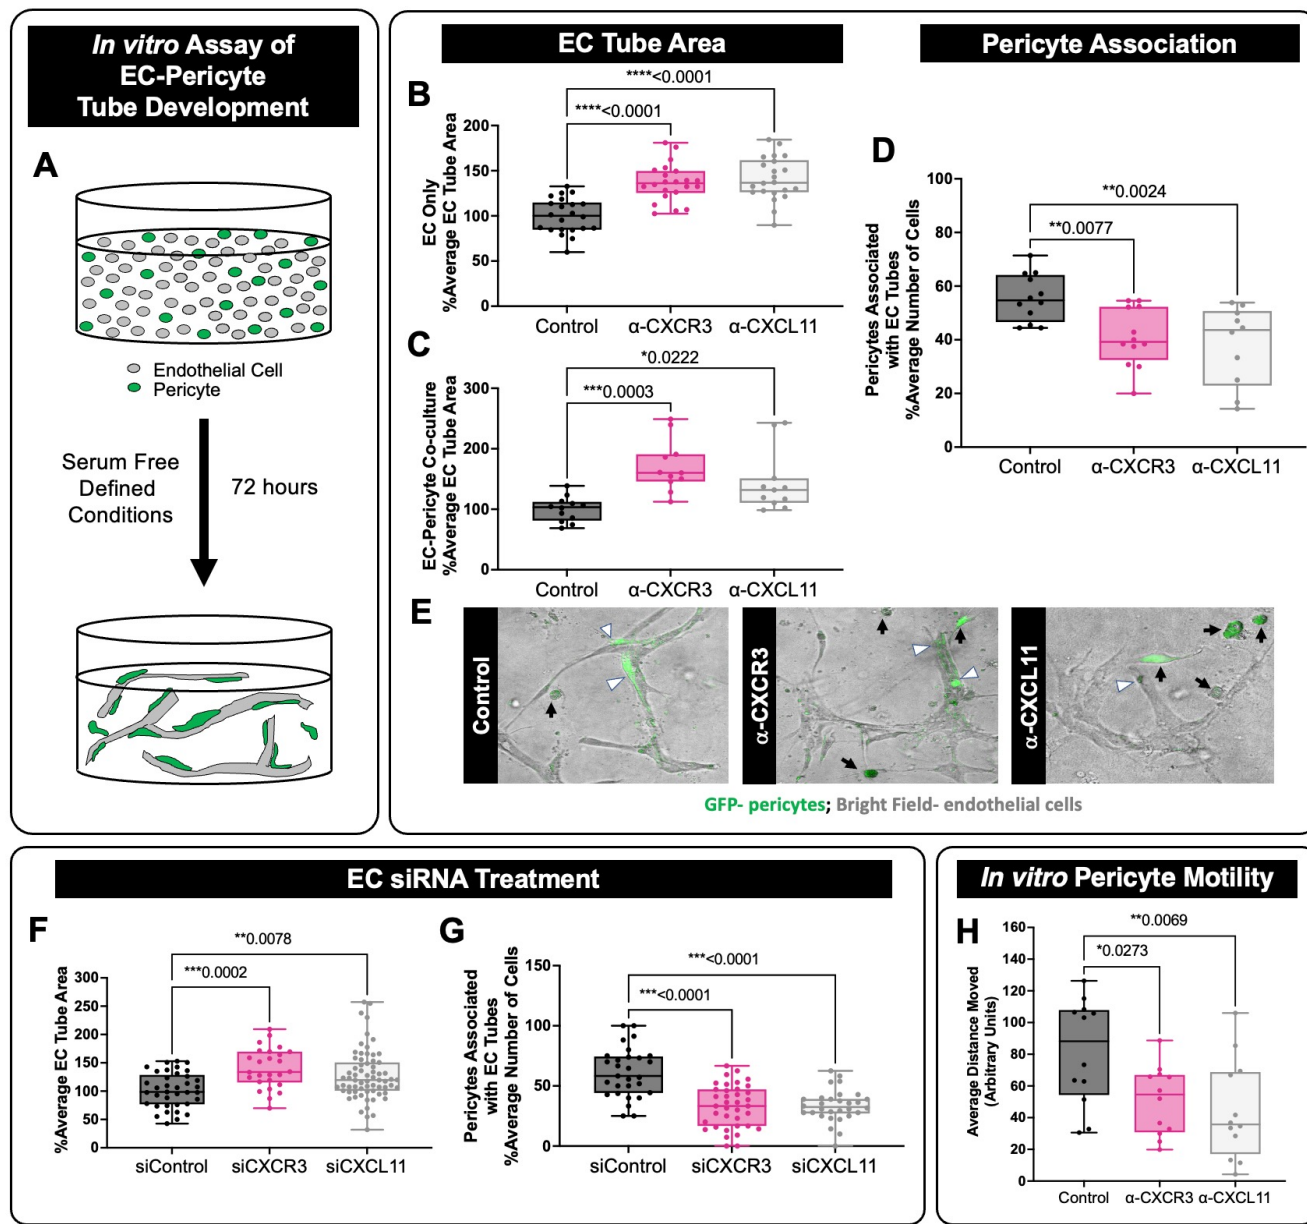 In vitro Assay of
EC-Pericyte
Tube Development
A
Endothelial Cell
Pericyte
Serum Free
Defined
Conditions
72 hours
EC Tube Area
Pericyte Association
B
****<0.0001
****<0.0001
EC Only
%Average EC Tube Area
200
150
100
50
0
Control
α-CXCR3
α-CXCL11
C
*0.0222
***0.0003
EC-Pericyte Co-culture
%Average EC Tube Area
300
200
100
0
Control
α-CXCR3
α-CXCL11
D
**0.0024
**0.0077
Pericytes Associated
with EC Tubes
%Average Number of Cells
100
80
60
40
20
0
Control
α-CXCR3
α-CXCL11
E
Control
α-CXCR3
α-CXCL11
GFP- pericytes; Bright Field- endothelial cells
EC siRNA Treatment
F
**0.0078
***0.0002
%Average EC Tube Area
300
250
200
150
100
50
0
siControl
siCXCR3
siCXCL11
G
***<0.0001
***<0.0001
Pericytes Associated
with EC Tubes
%Average Number of Cells
150
100
50
0
siControl
siCXCR3
siCXCL11
In vitro Pericyte Motility
H
**0.0069
*0.0273
Average Distance Moved
(Arbitrary Units)
160
140
120
100
80
60
40
20
0
Control
α-CXCR3
α-CXCL11